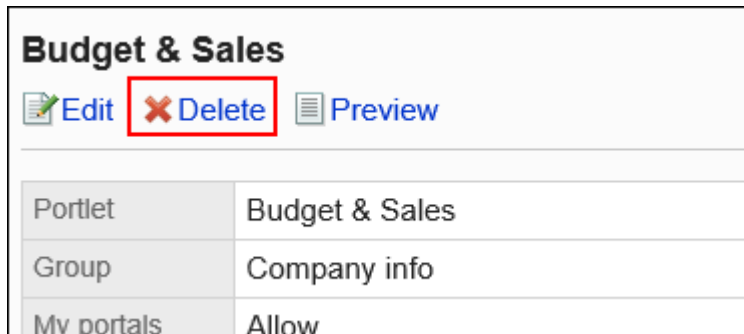 Budget & Sales
Edit Delete Preview
Portlet Budget & Sales
Group Company info
My portals Allow